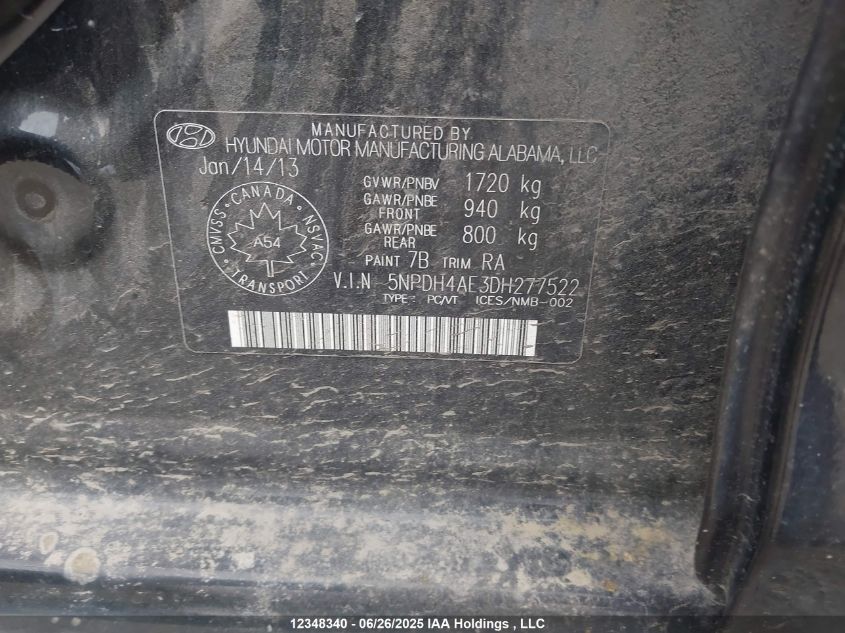 MANUFACTURED BY
HYUNDAI MOTOR MANUFACTURING ALABAMA, LLC
Jan/14/13
GVWR/PNBV 1720 kg
GAWR/PNBE FRONT 940 kg
GAWR/PNBE REAR 800 kg
PAINT 7B TRIM RA
CANADA
CMVSS NSVAC
A54
TRANSPORT
V.I.N 5NPDH4AE3DH277522
TYPE : PC/VT ICES/NMB-002
12348340 - 06/26/2025 IAA Holdings , LLC